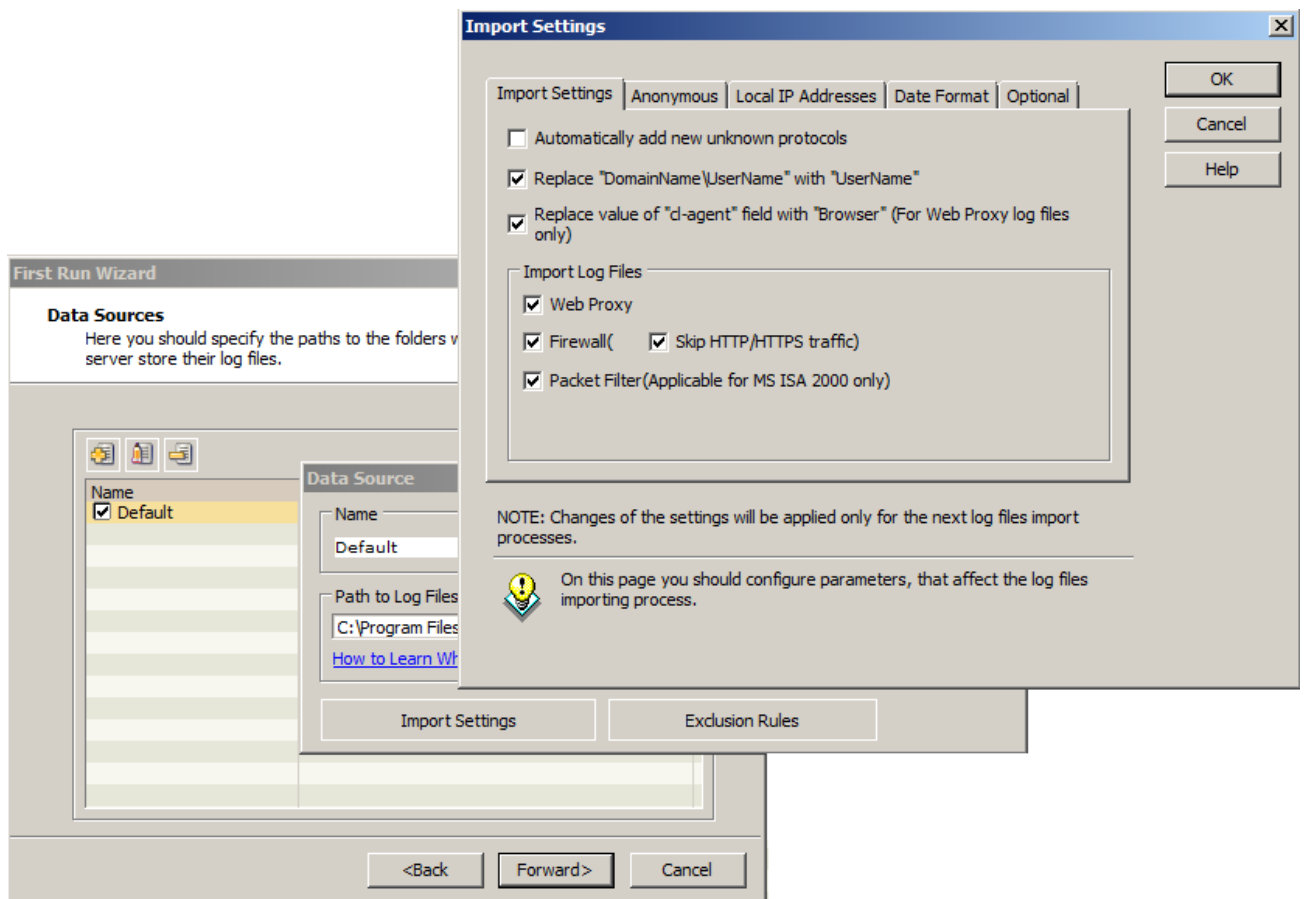 Import Settings
Import Settings
Anonymous
Local IP Addresses
Date Format
Optional
OK
Cancel
Help
Automatically add new unknown protocols
Replace "DomainName\UserName" with "UserName"
Replace value of "cl-agent" field with "Browser" (For Web Proxy log files
only)
Import Log Files
Web Proxy
Firewall( Skip HTTP/HTTPS traffic)
Packet Filter(Applicable for MS ISA 2000 only)
NOTE: Changes of the settings will be applied only for the next log files import
processes.
On this page you should configure parameters, that affect the log files
importing process.
First Run Wizard
Data Sources
Here you should specify the paths to the folders
server store their log files.
Name
Default
Data Source
Name
Default
Path to Log Files
C:\Program Files
How to Learn
Import Settings
Exclusion Rules
<Back
Forward>
Cancel